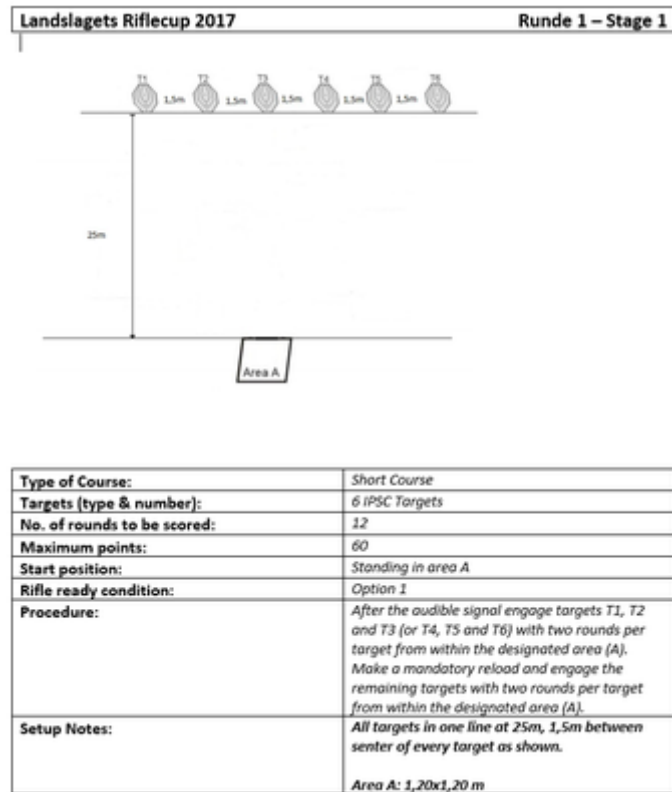 Landslagets Riflecup 2017 Runde 1 – Stage 1
T1 T2 T3 T4 T5 T6
1,5m 1,5m 1,5m 1,5m 1,5m
25m
Area A
Type of Course: Short Course
Targets (type & number): 6 IPSC Targets
No. of rounds to be scored: 12
Maximum points: 60
Start position: Standing in area A
Rifle ready condition: Option 1
Procedure: After the audible signal engage targets T1, T2
and T3 (or T4, T5 and T6) with two rounds per
target from within the designated area (A).
Make a mandatory reload and engage the
remaining targets with two rounds per target
from within the designated area (A).
Setup Notes: All targets in one line at 25m, 1,5m between
senter of every target as shown.
Area A: 1,20x1,20 m